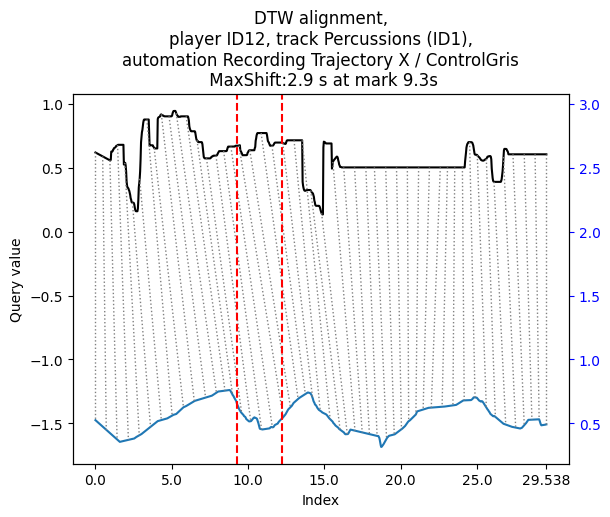 DTW alignment,
player ID12, track Percussions (ID1),
automation Recording Trajectory X / ControlGris
MaxShift:2.9 s at mark 9.3s
1.0
0.5
0.0
−0.5
−1.0
−1.5
Query value
3.0
2.5
2.0
1.5
1.0
0.5
0.0 5.0 10.0 15.0 20.0 25.0 29.538
Index